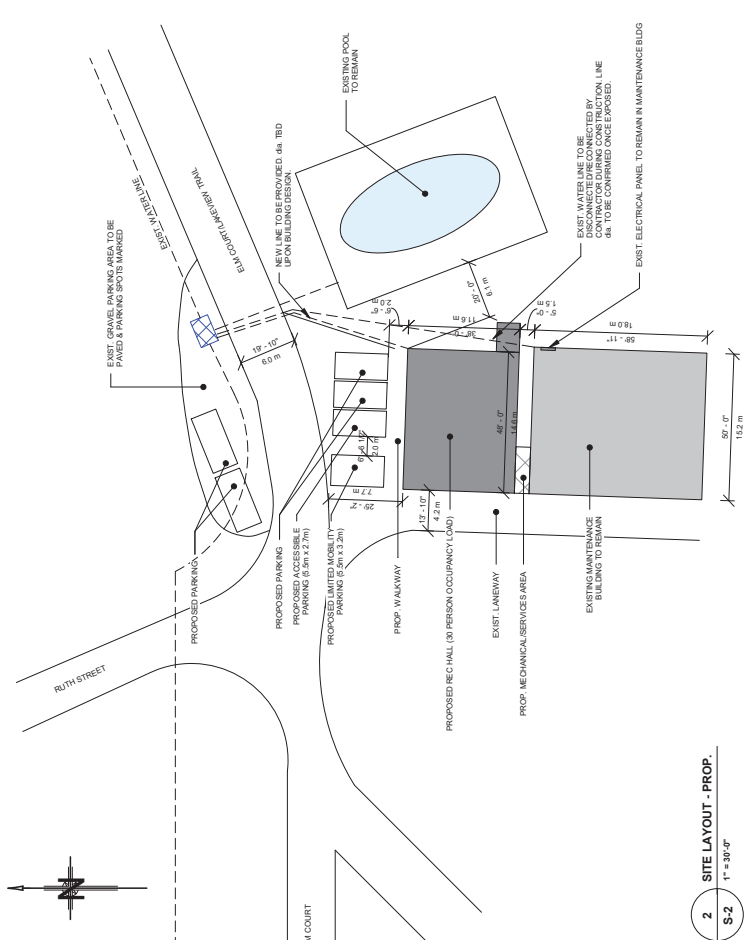 EXIST. GRAVEL PARKING AREA TO BE
PAVED & PARKING SPOTS MARKED
EXIST. WATER LINE
ELM COURT/LAKEVIEW TRAIL
NEW LINE TO BE PROVIDED. dia. TBD
UPON BUILDING DESIGN.
EXISTING POOL
TO REMAIN
EXIST. WATER LINE TO BE
DISCONNECTED/RECONNECTED BY
CONTRACTOR DURING CONSTRUCTION. LINE
dia. TO BE CONFIRMED ONCE EXPOSED.
EXIST. ELECTRICAL PANEL TO REMAIN IN MAINTENANCE BLDG
19' - 10"
6.0 m
20' - 0"
6.1 m
6' - 6"
2.0 m
38' - 0"
11.6 m
5' - 0"
1.5 m
58' - 11"
18.0 m
48' - 0"
14.6 m
50' - 0"
15.2 m
2.0 m
25' - 2"
7.7 m
13' - 10"
4.2 m
PROPOSED PARKING
PROPOSED PARKING
PROPOSED ACCESSIBLE
PARKING (5.5m x 2.7m)
PROPOSED LIMITED MOBILITY
PARKING (5.5m x 3.2m)
PROP. WALKWAY
PROPOSED REC HALL (30 PERSON OCCUPANCY LOAD)
EXIST. LANEWAY
PROP. MECHANICAL/SERVICES AREA
EXISTING MAINTENANCE
BUILDING TO REMAIN
RUTH STREET
N
M COURT
2
S-2
SITE LAYOUT - PROP.
1" = 30'-0"